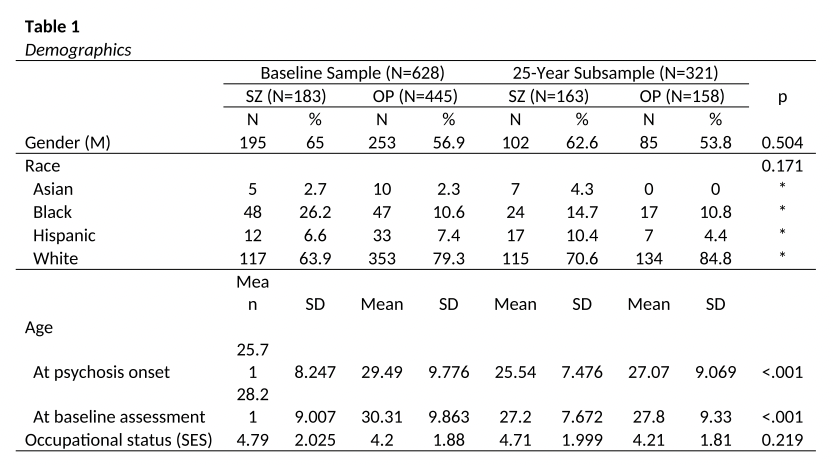 Table 1
Demographics
Baseline Sample (N=628) 25-Year Subsample (N=321)
SZ (N=183) OP (N=445) SZ (N=163) OP (N=158) p
N % N % N % N %
Gender (M) 195 65 253 56.9 102 62.6 85 53.8 0.504
Race 0.171
Asian 5 2.7 10 2.3 7 4.3 0 0 *
Black 48 26.2 47 10.6 24 14.7 17 10.8 *
Hispanic 12 6.6 33 7.4 17 10.4 7 4.4 *
White 117 63.9 353 79.3 115 70.6 134 84.8 *
Mea
n SD Mean SD Mean SD Mean SD
Age
25.7
At psychosis onset 1 8.247 29.49 9.776 25.54 7.476 27.07 9.069 <.001
28.2
At baseline assessment 1 9.007 30.31 9.863 27.2 7.672 27.8 9.33 <.001
Occupational status (SES) 4.79 2.025 4.2 1.88 4.71 1.999 4.21 1.81 0.219